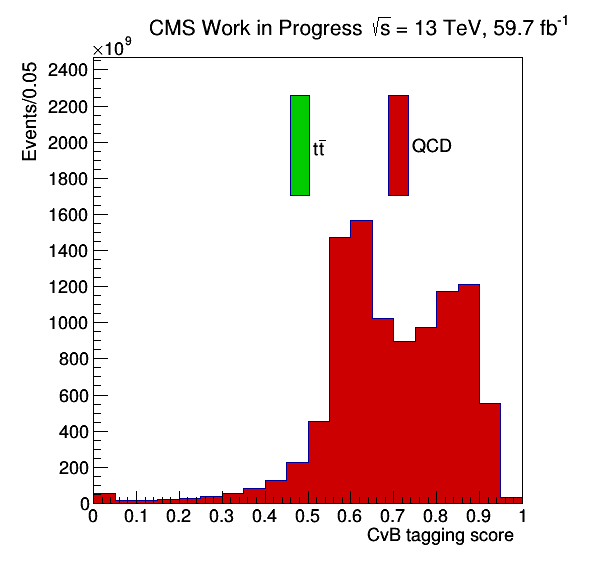 CMS Work in Progress √s = 13 TeV, 59.7 fb⁻¹
×10⁹
Events/0.05
2400
2200
2000
1800
1600
1400
1200
1000
800
600
400
200
0
tt̄
QCD
0 0.1 0.2 0.3 0.4 0.5 0.6 0.7 0.8 0.9 1
CvB tagging score